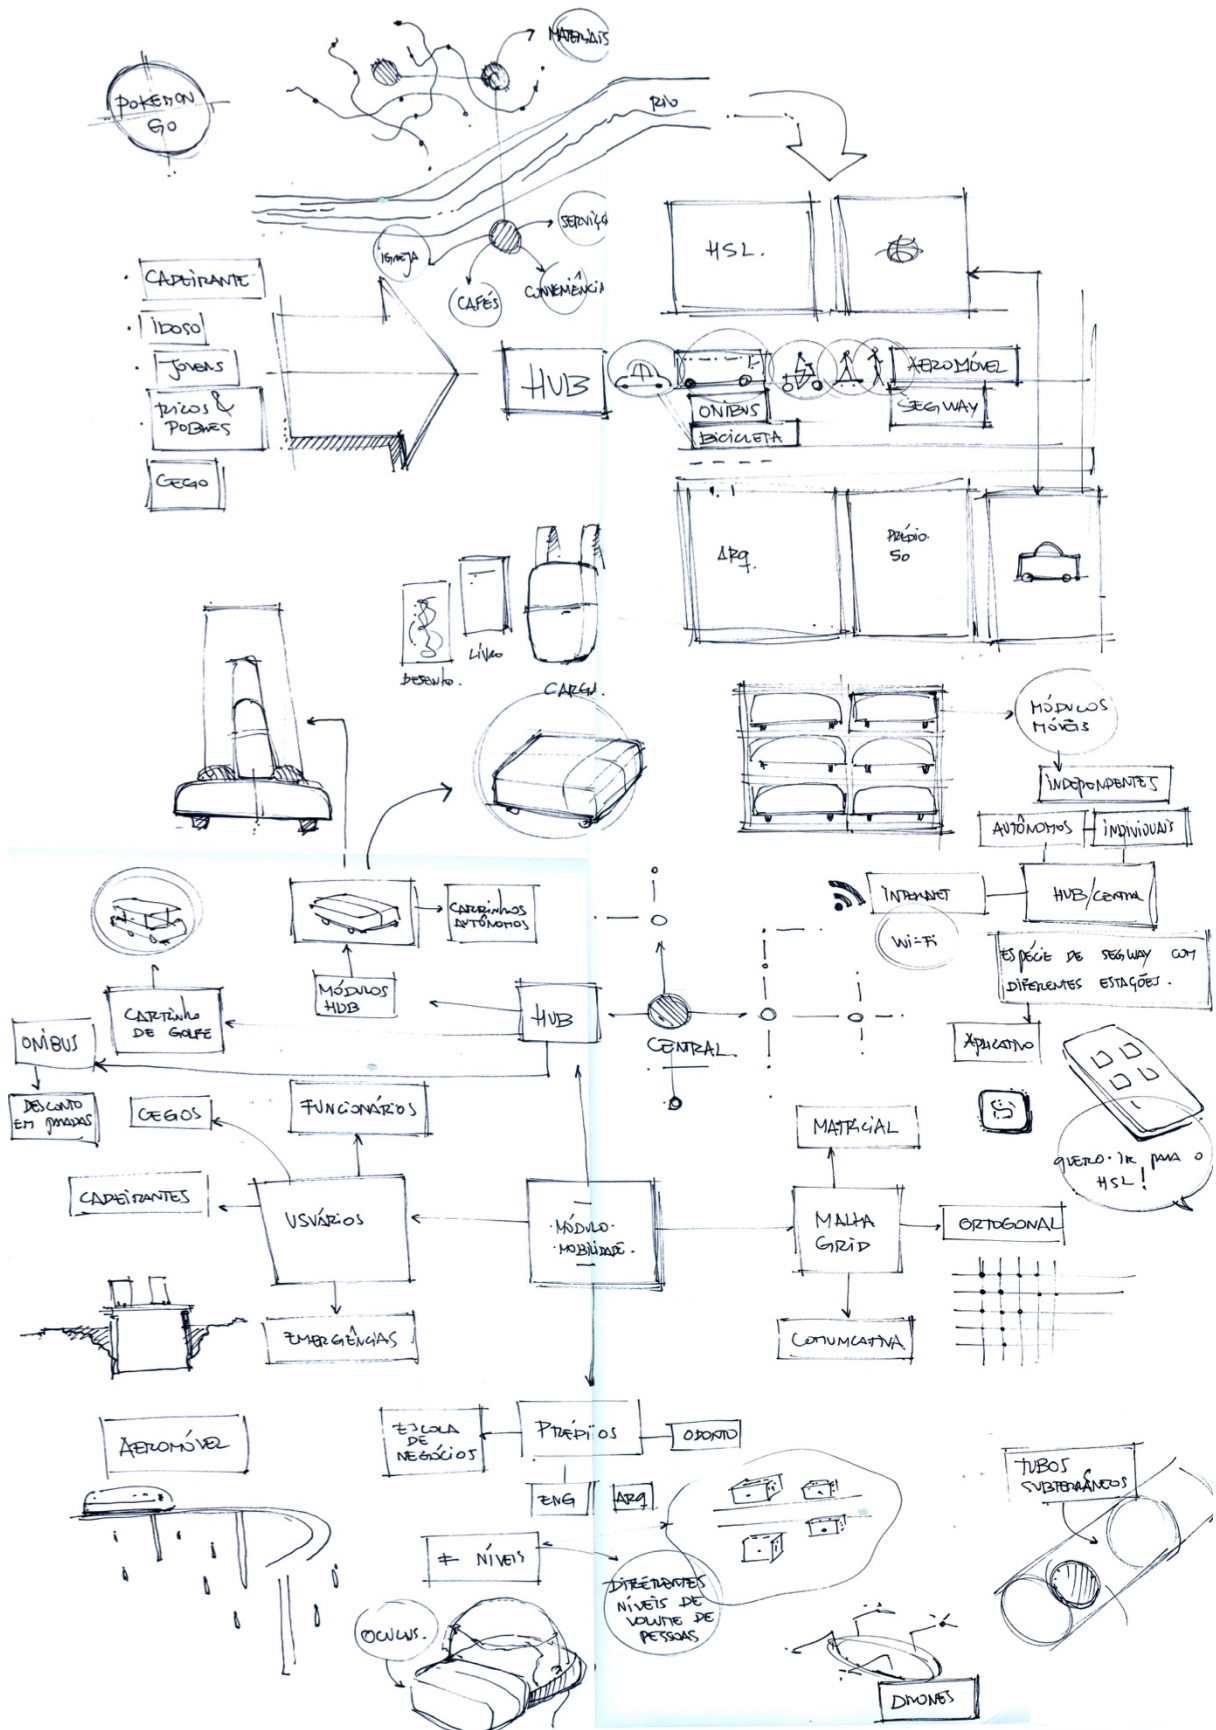 MATERIAIS
POKEMON
GO
RIO
SERVIÇO
IGREJA
CAFÉS
CONVENIÊNCIA
HSL.
CADEIRANTE
IDOSO
JOVENS
RICOS &
POBRES
CEGO
HUB
AEROMÓVEL
ONIBUS
SEGWAY
BICICLETA
ARQ.
PRÉDIO
50
DESENHO.
LIVRO
CARGA.
MÓDULOS
MÓVEIS
INDEPENDENTES
AUTÔNOMOS
INDIVIDUAIS
INTERNET
HUB/CENTRAL
WI-FI
ESPÉCIE DE SEGWAY COM
DIFERENTES ESTAÇÕES.
APLICATIVO
QUERO IR PARA O
HSL!
CARRINHOS
AUTÔNOMOS
MÓDULOS
HUB
CARRINHO
DE GOLFE
HUB
CENTRAL
ONIBUS
DESCONTO
EM
CEGOS
FUNCIONÁRIOS
MATRICIAL
CADEIRANTES
USUÁRIOS
·MÓDULO·
·MOBILIDADE·
MALHA
GRID
ORTOGONAL
EMERGÊNCIAS
COMUNICATIVA
AEROMÓVEL
ESCOLA
DE
NEGÓCIOS
PRÉDIOS
ODONTO
ENG
ARQ
TUBOS
SUBTERRÂNEOS
≠ NÍVEIS
DIFERENTES
NÍVEIS DE
VOLUME DE
PESSOAS
OCULUS.
DRONES